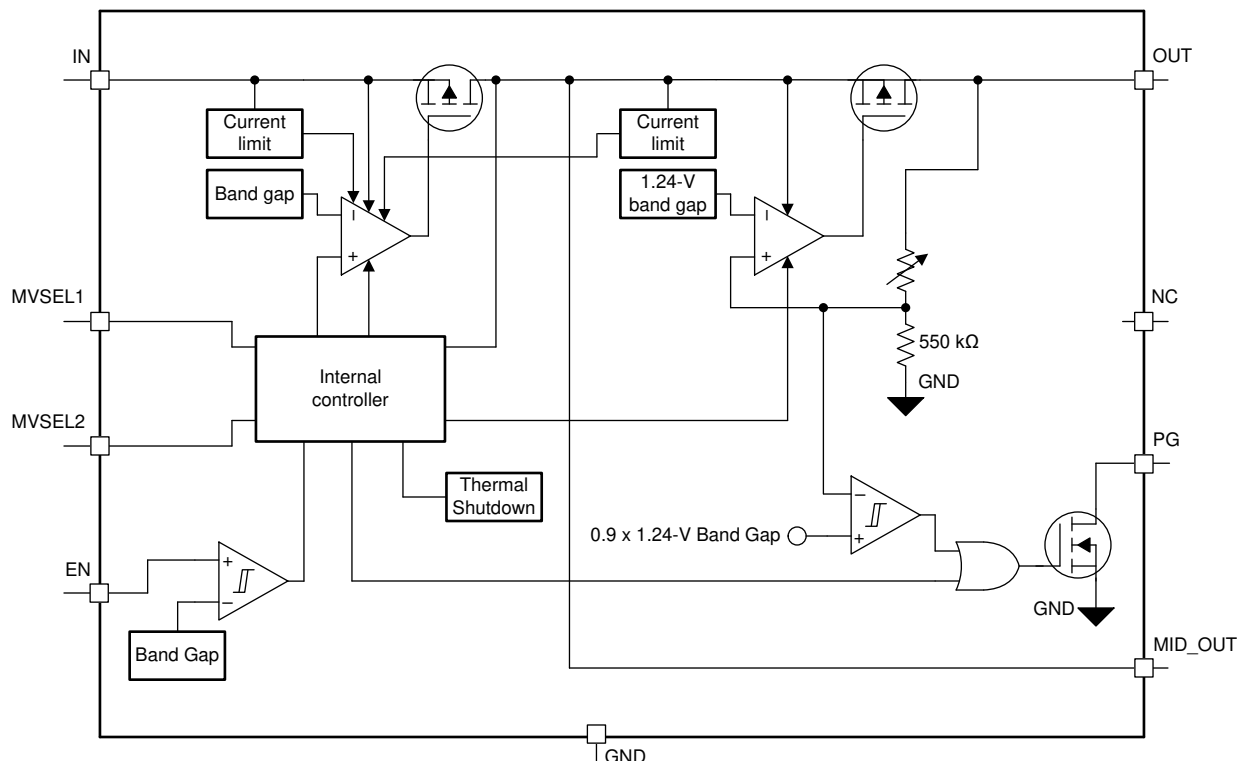 IN
OUT
Current
limit
Current
limit
Band gap
1.24-V
band gap
−
+
−
+
MVSEL1
NC
550 kΩ
GND
Internal
controller
MVSEL2
PG
Thermal
Shutdown
−
+
0.9 x 1.24-V Band Gap
EN
+
−
GND
Band Gap
MID_OUT
GND